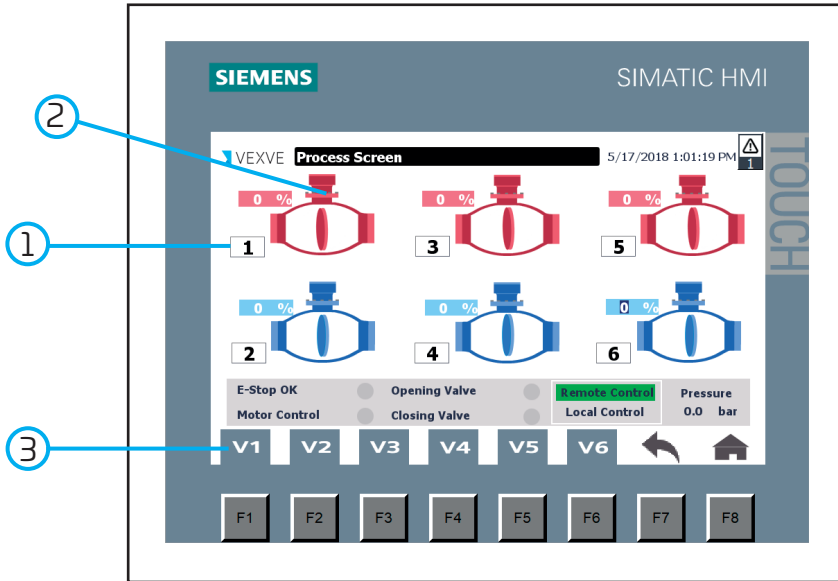 SIEMENS
SIMATIC HMI
TOUCH
2
VEXVE Process Screen 5/17/2018 1:01:19 PM 1
0 % 0 % 0 %
1
1 3 5
0 % 0 % 0 %
2 4 6
E-Stop OK Opening Valve Remote Control Pressure
Motor Control Closing Valve Local Control 0.0 bar
3
V1 V2 V3 V4 V5 V6
F1 F2 F3 F4 F5 F6 F7 F8